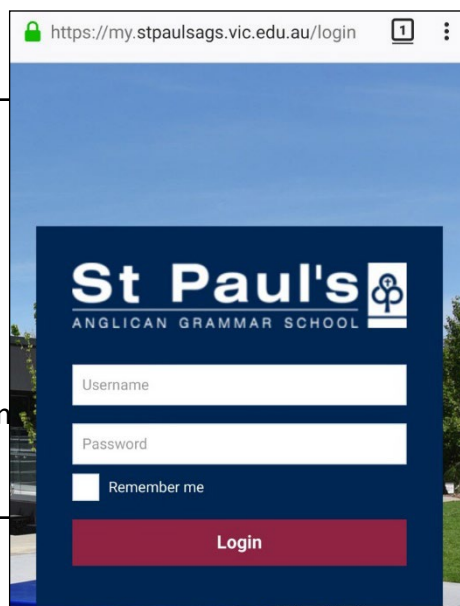 https://my.stpaulsags.vic.edu.au/login 1
St Paul's
ANGLICAN GRAMMAR SCHOOL
Username
n
Password
Remember me
Login